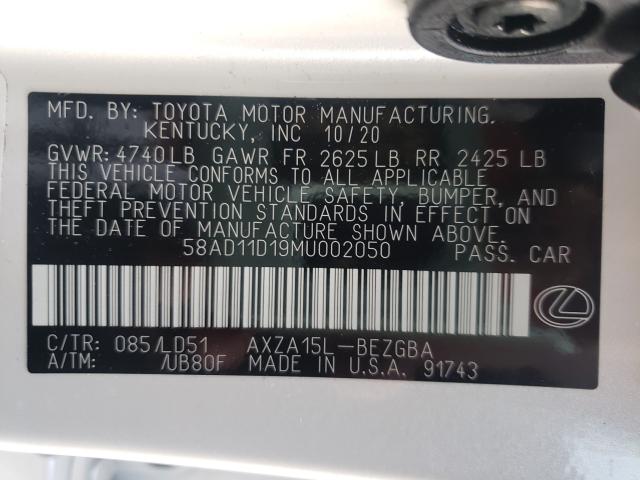 MFD. BY: TOYOTA MOTOR MANUFACTURING.
KENTUCKY, INC 10/20
GVWR: 4740LB GAWR FR 2625LB RR 2425 LB
THIS VEHICLE CONFORMS TO ALL APPLICABLE
FEDERAL MOTOR VEHICLE SAFETY, BUMPER, AND
THEFT PREVENTION STANDARDS IN EFFECT ON
THE DATE OF MANUFACTURE SHOWN ABOVE.
58AD11D19MU002050 PASS. CAR
C/TR: 085/LD51 AXZA15L-BEZGBA
A/TM: /UB80F MADE IN U.S.A. 91743